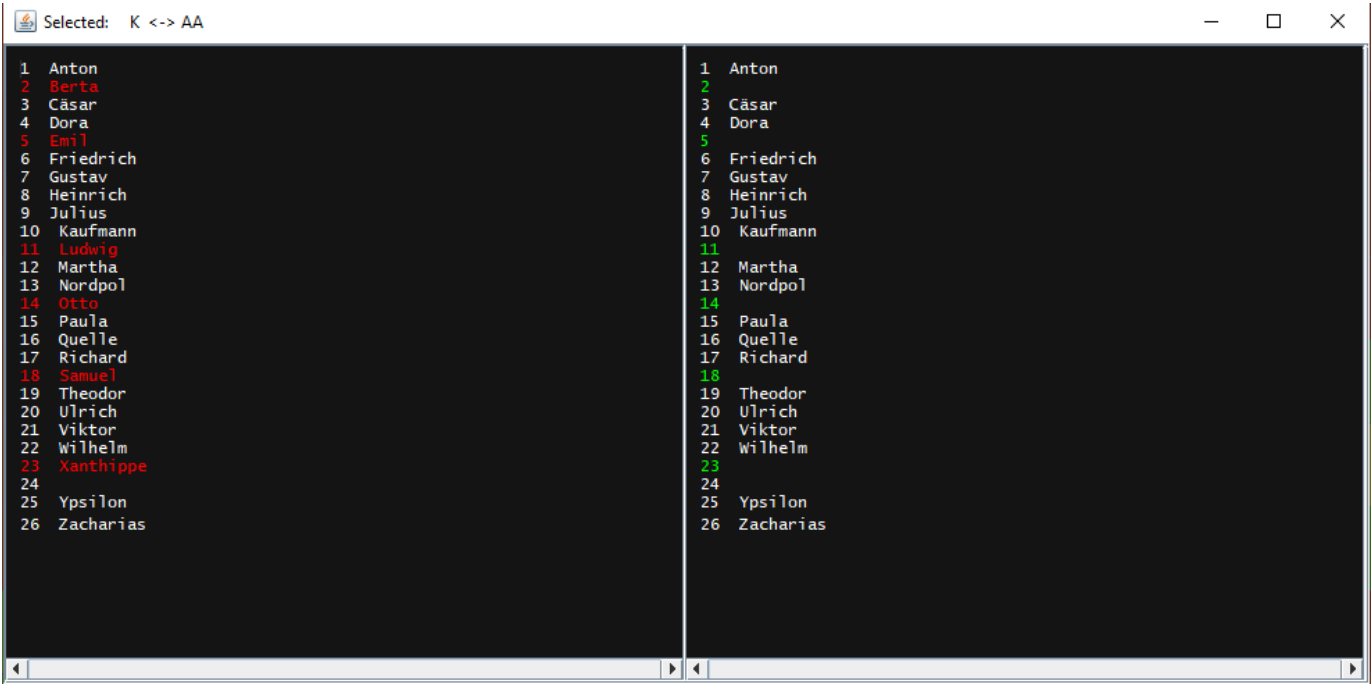 Selected: K <-> AA
1 Anton
2 Berta
3 Cäsar
4 Dora
5 Emil
6 Friedrich
7 Gustav
8 Heinrich
9 Julius
10 Kaufmann
11 Ludwig
12 Martha
13 Nordpol
14 Otto
15 Paula
16 Quelle
17 Richard
18 Samuel
19 Theodor
20 Ulrich
21 Viktor
22 Wilhelm
23 Xanthippe
24
25 Ypsilon
26 Zacharias
1 Anton
2
3 Cäsar
4 Dora
5
6 Friedrich
7 Gustav
8 Heinrich
9 Julius
10 Kaufmann
11
12 Martha
13 Nordpol
14
15 Paula
16 Quelle
17 Richard
18
19 Theodor
20 Ulrich
21 Viktor
22 Wilhelm
23
24
25 Ypsilon
26 Zacharias